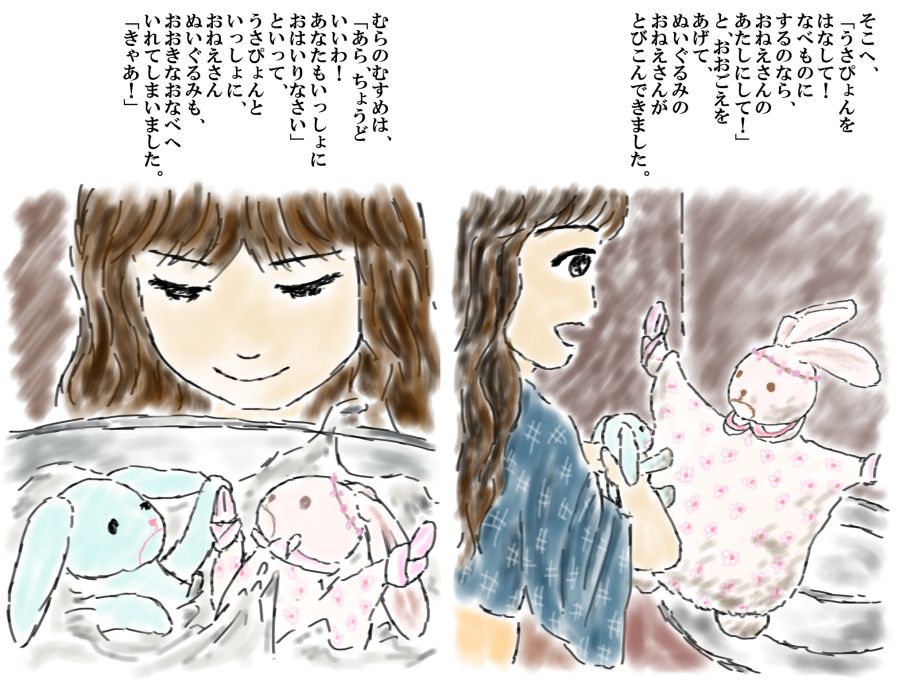 そこへ、
「うさぴょんを
はなして！
なべものに
するのなら、
おねえさんの
あたしにして！」
と、おおごえを
あげて、
ぬいぐるみの
おねえさんが
とびこんできました。
むらのむすめは、
「あら、ちょうど
いいわ！
あなたもいっしょに
おはいりなさい」
といって、
うさぴょんと
いっしょに、
おねえさん
ぬいぐるみも、
おおきなおなべへ
いれてしまいました。
「きゃあ！」